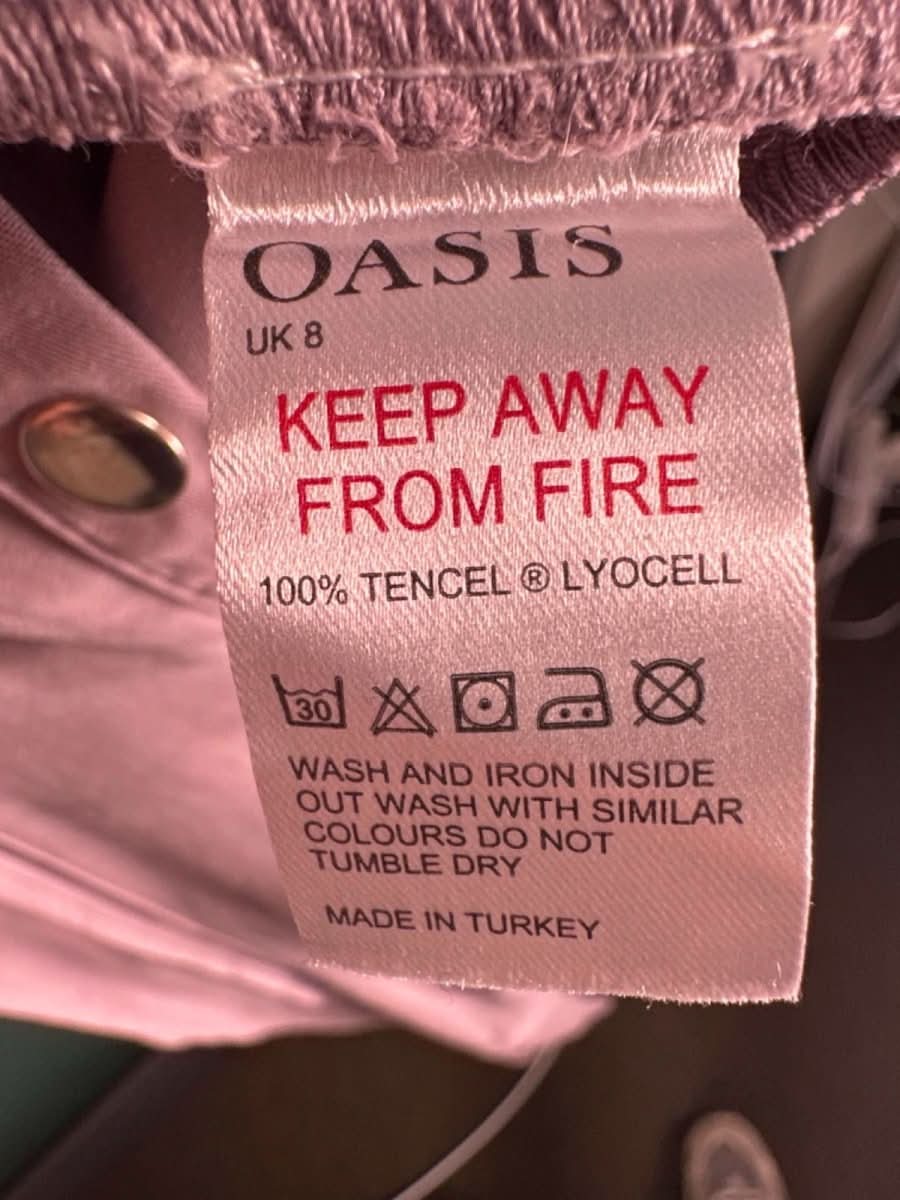 OASIS
UK 8
KEEP AWAY
FROM FIRE
100% TENCEL ® LYOCELL
30
WASH AND IRON INSIDE
OUT WASH WITH SIMILAR
COLOURS DO NOT
TUMBLE DRY
MADE IN TURKEY